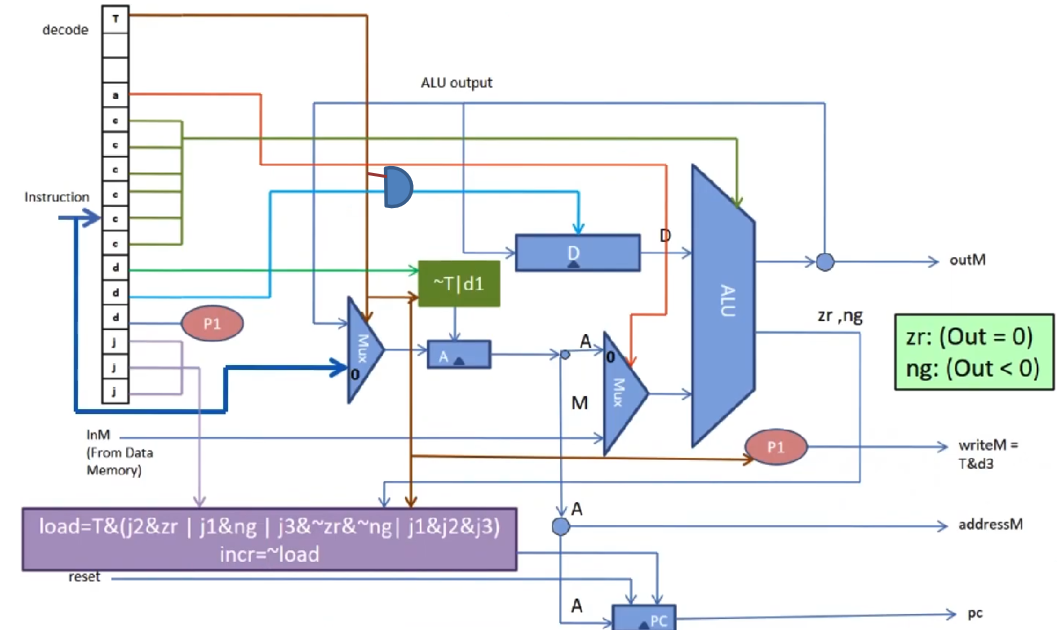 decode
T
a
c
c
c
c
c
c
d
d
d
j
j
j
Instruction
ALU output
P1
~T|d1
D
D
Mux
0
A
A
0
Mux
M
ALU
outM
zr ,ng
zr: (Out = 0)
ng: (Out < 0)
InM
(From Data
Memory)
P1
writeM =
T&d3
load=T&(j2&zr | j1&ng | j3&~zr&~ng| j1&j2&j3)
incr=~load
A
addressM
reset
A
PC
pc